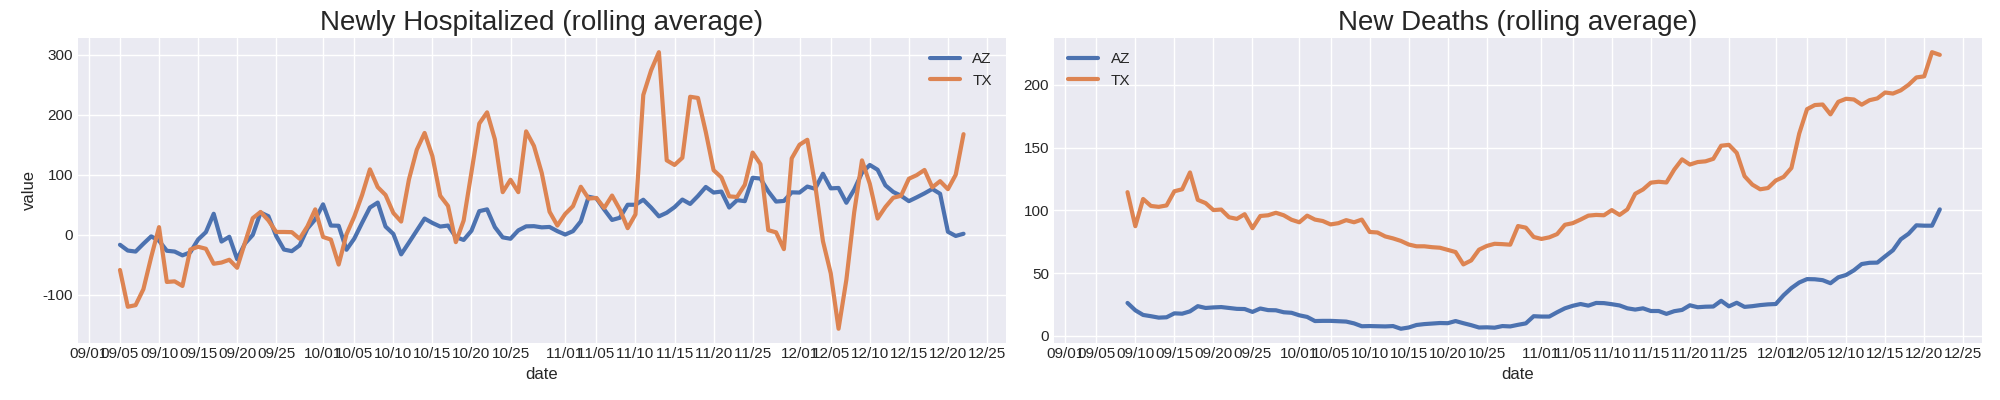 Newly Hospitalized (rolling average)
300
200
100
0
-100
value
AZ
TX
09/01 09/05 09/10 09/15 09/20 09/25 10/01 10/05 10/10 10/15 10/20 10/25 11/01 11/05 11/10 11/15 11/20 11/25 12/01 12/05 12/10 12/15 12/20 12/25
date
New Deaths (rolling average)
AZ
TX
200
150
100
50
0
09/01 09/05 09/10 09/15 09/20 09/25 10/01 10/05 10/10 10/15 10/20 10/25 11/01 11/05 11/10 11/15 11/20 11/25 12/01 12/05 12/10 12/15 12/20 12/25
date